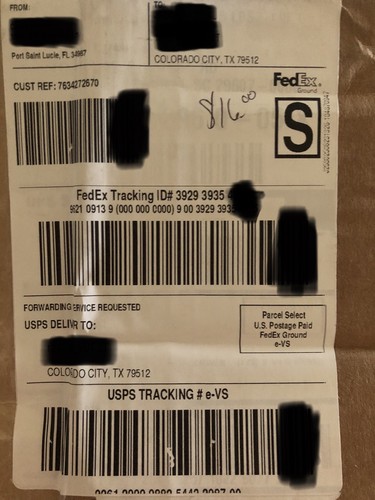 FROM:
TO:
Port Saint Lucie, FL 34987
COLORADO CITY, TX 79512
CUST REF: 7634272670
FedEx®
Ground
$16.00
S
FedEx Tracking ID# 3929 3935
9621 0913 9 (000 000 0000) 9 00 3929 393
FORWARDING SERVICE REQUESTED
USPS DELIVR TO:
Parcel Select
U.S. Postage Paid
FedEx Ground
e-VS
COLODO CITY, TX 79512
USPS TRACKING # e-VS